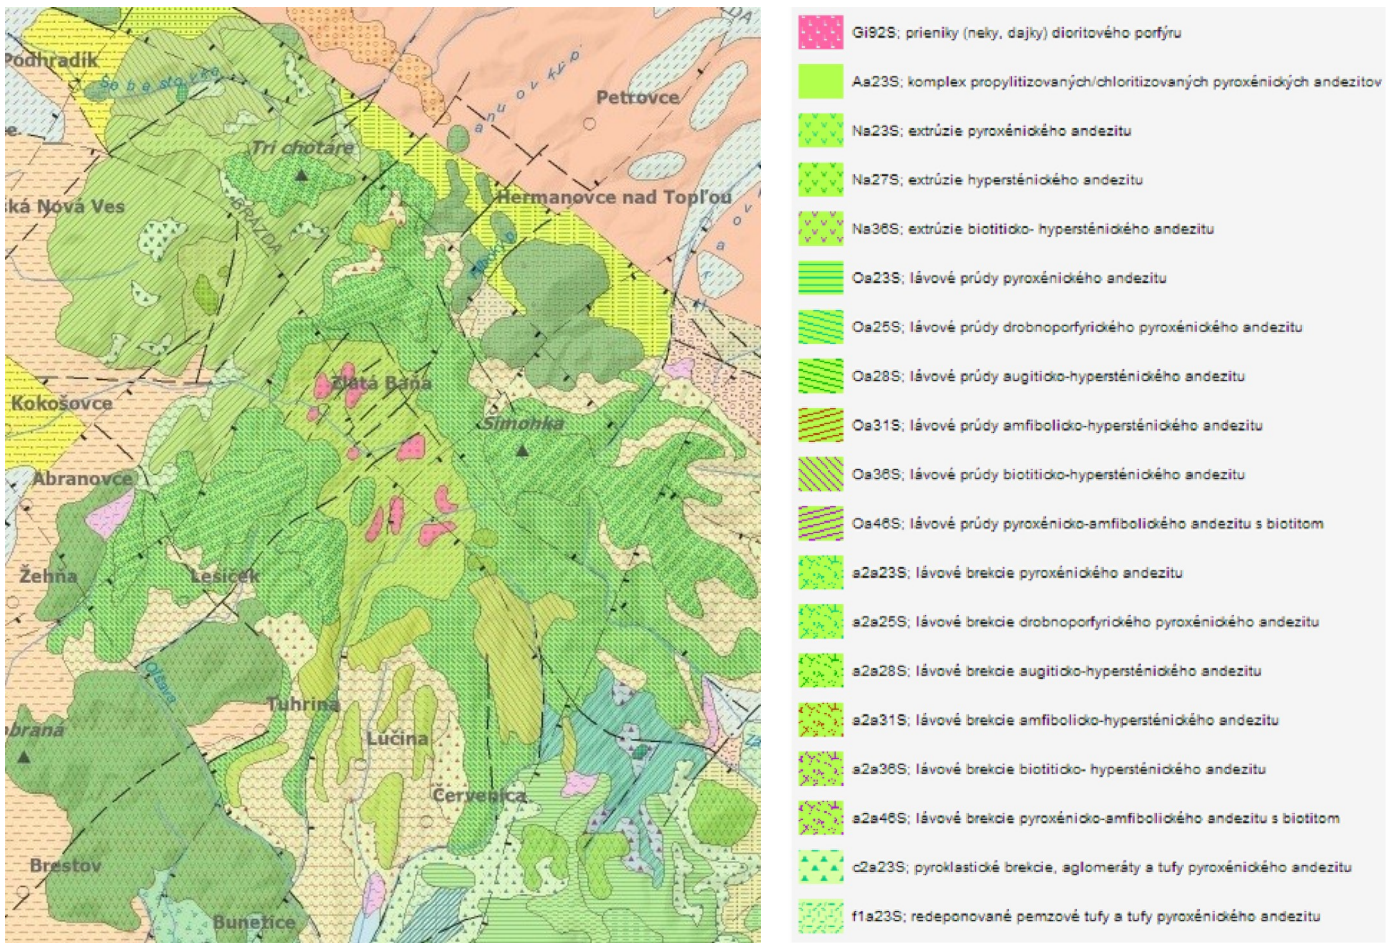 Podhradík
Šobastovka
Petrovce
Tri chotáre
Hermanovce nad Topľou
ká Nová Ves
BRÁZDA
Zlatá Baňa
Kokošovce
Šimonka
Abranovce
Žehňa
Lesíček
Olšava
Tuhrina
brana
Lúčina
Červenica
Brestov
Bunetice
Gi92S; prieniky (neky, dajky) dioritového porfýru
Aa23S; komplex propylitizovaných/chloritizovaných pyroxénických andezitov
Na23S; extrúzie pyroxénického andezitu
Na27S; extrúzie hypersténického andezitu
Na36S; extrúzie biotiticko- hypersténického andezitu
Oa23S; lávové prúdy pyroxénického andezitu
Oa25S; lávové prúdy drobnoporfyrického pyroxénického andezitu
Oa28S; lávové prúdy augiticko-hypersténického andezitu
Oa31S; lávové prúdy amfibolicko-hypersténického andezitu
Oa36S; lávové prúdy biotiticko-hypersténického andezitu
Oa46S; lávové prúdy pyroxénicko-amfibolického andezitu s biotitom
a2a23S; lávové brekcie pyroxénického andezitu
a2a25S; lávové brekcie drobnoporfyrického pyroxénického andezitu
a2a28S; lávové brekcie augiticko-hypersténického andezitu
a2a31S; lávové brekcie amfibolicko-hypersténického andezitu
a2a36S; lávové brekcie biotiticko- hypersténického andezitu
a2a46S; lávové brekcie pyroxénicko-amfibolického andezitu s biotitom
c2a23S; pyroklastické brekcie, aglomeráty a tufy pyroxénického andezitu
f1a23S; redeponované pemzové tufy a tufy pyroxénického andezitu